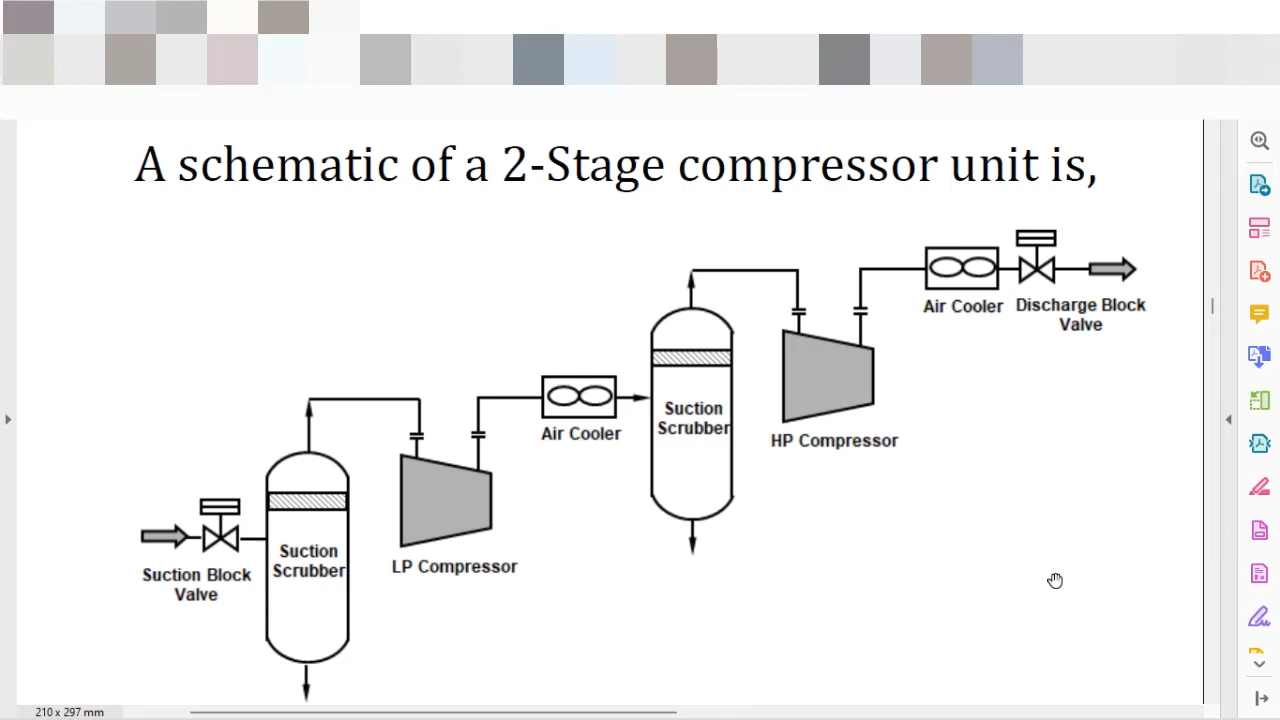 A schematic of a 2-Stage compressor unit is,
Air Cooler
Discharge Block
Valve
Suction
Scrubber
Air Cooler
HP Compressor
Suction
Scrubber
LP Compressor
Suction Block
Valve
210 x 297 mm